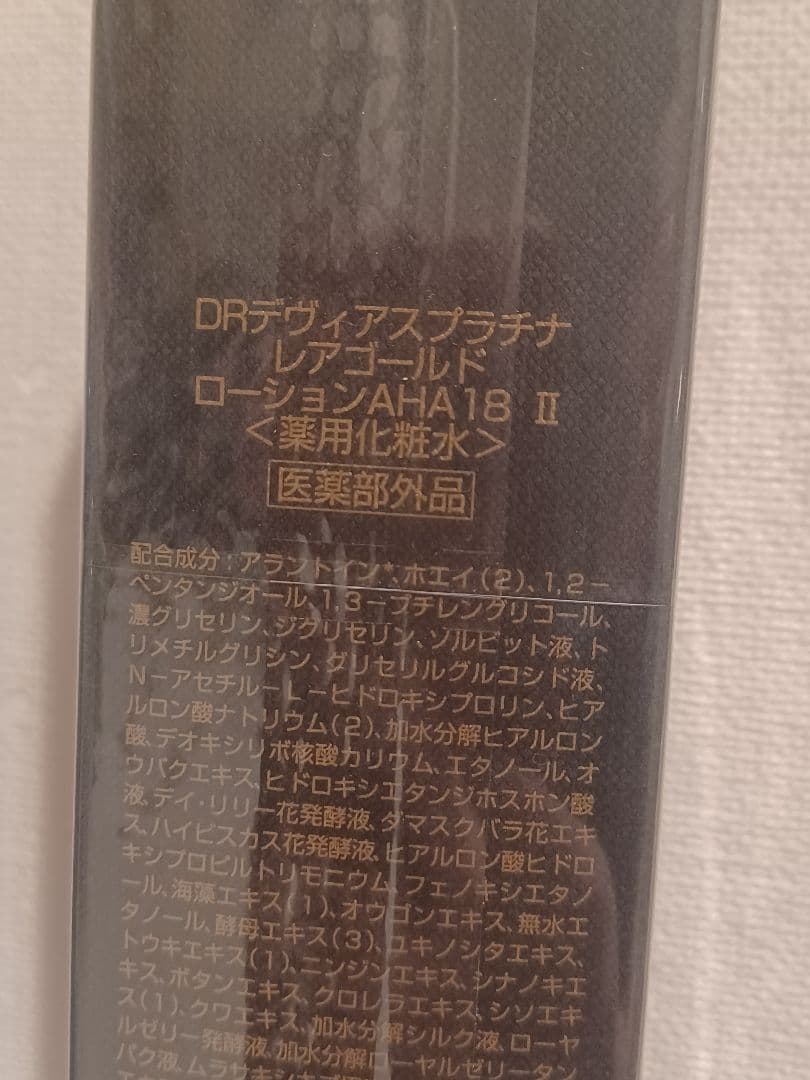 DRデヴィアスプラチナ
レアゴールド
ローションAHA18 Ⅱ
<薬用化粧水>
医薬部外品
配合成分:アラントイン*、ホエイ(2)、1,2-
ペンタンジオール、1,3-ブチレングリコール、
濃グリセリン、ジグリセリン、ソルビット液、ト
リメチルグリシン、グリセリルグルコシド液、
N-アセチル-L-ヒドロキシプロリン、ヒア
ルロン酸ナトリウム(2)、加水分解ヒアルロン
酸、デオキシリボ核酸カリウム、エタノール、オ
ウバクエキス、ヒドロキシエタンジホスホン酸
液、デイ・リリー花発酵液、ダマスクバラ花エキ
ス、ハイビスカス花発酵液、ヒアルロン酸ヒドロ
キシプロピルトリモニウム、フェノキシエタノ
ール、海藻エキス(1)、オウゴンエキス、無水エ
タノール、酵母エキス(3)、ユキノシタエキス、
トウキエキス(1)、ニンジンエキス、シナノキエ
キス、ボタンエキス、クロレラエキス、シソエキ
ス(1)、クワエキス、加水分解シルク液、ローヤ
ルゼリー発酵液、加水分解ローヤルゼリータン
パク液、ムラサキシキブ